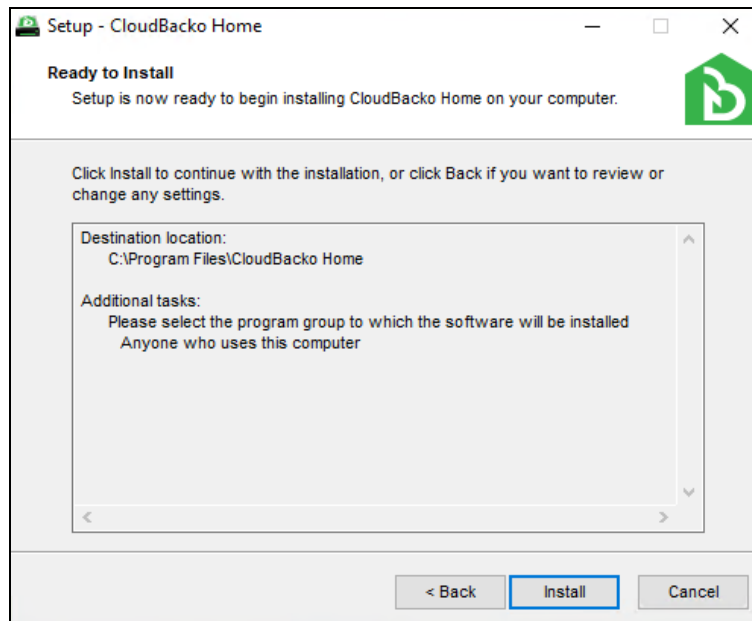 Setup - CloudBacko Home
Ready to Install
Setup is now ready to begin installing CloudBacko Home on your computer.
Click Install to continue with the installation, or click Back if you want to review or
change any settings.
Destination location:
C:\Program Files\CloudBacko Home
Additional tasks:
Please select the program group to which the software will be installed
Anyone who uses this computer
< Back
Install
Cancel